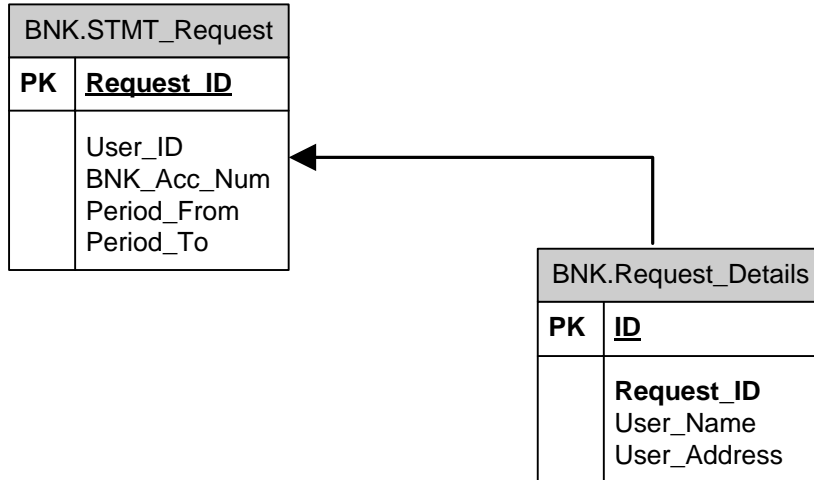 BNK.STMT_Request
PK Request_ID
User_ID
BNK_Acc_Num
Period_From
Period_To
BNK.Request_Details
PK ID
Request_ID
User_Name
User_Address